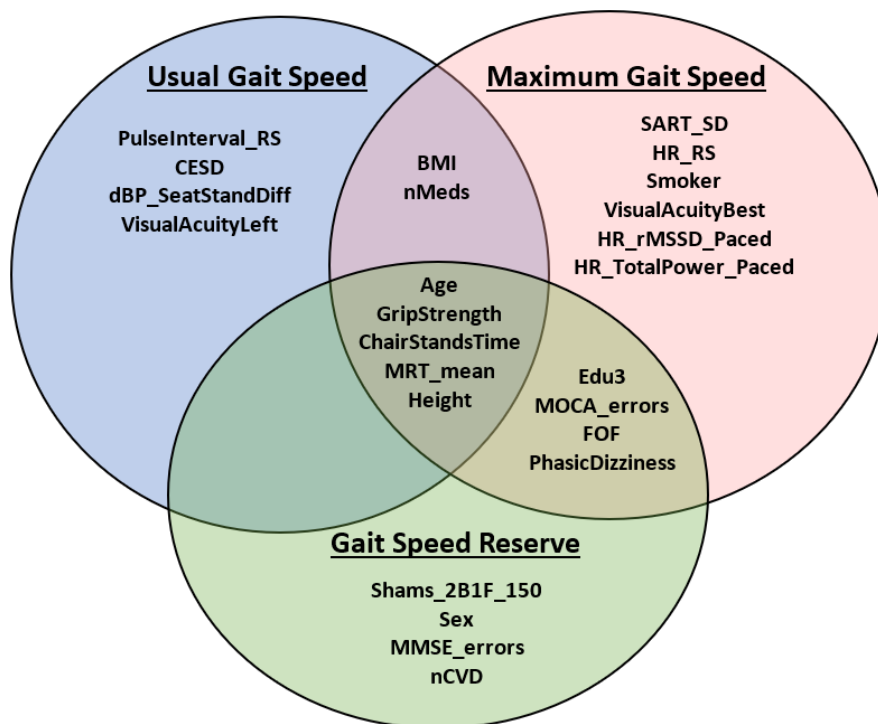 Usual Gait Speed
PulseInterval_RS
CESD
dBP_SeatStandDiff
VisualAcuityLeft
Maximum Gait Speed
SART_SD
HR_RS
Smoker
VisualAcuityBest
HR_rMSSD_Paced
HR_TotalPower_Paced
BMI
nMeds
Age
GripStrength
ChairStandsTime
MRT_mean
Height
Edu3
MOCA_errors
FOF
PhasicDizziness
Gait Speed Reserve
Shams_2B1F_150
Sex
MMSE_errors
nCVD